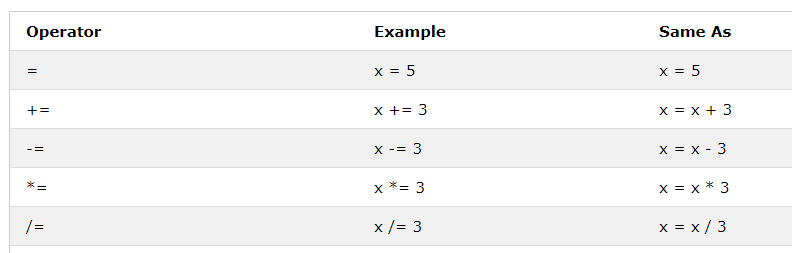 Operator Example Same As
= x = 5 x = 5
+= x += 3 x = x + 3
-= x -= 3 x = x - 3
*= x *= 3 x = x * 3
/= x /= 3 x = x / 3